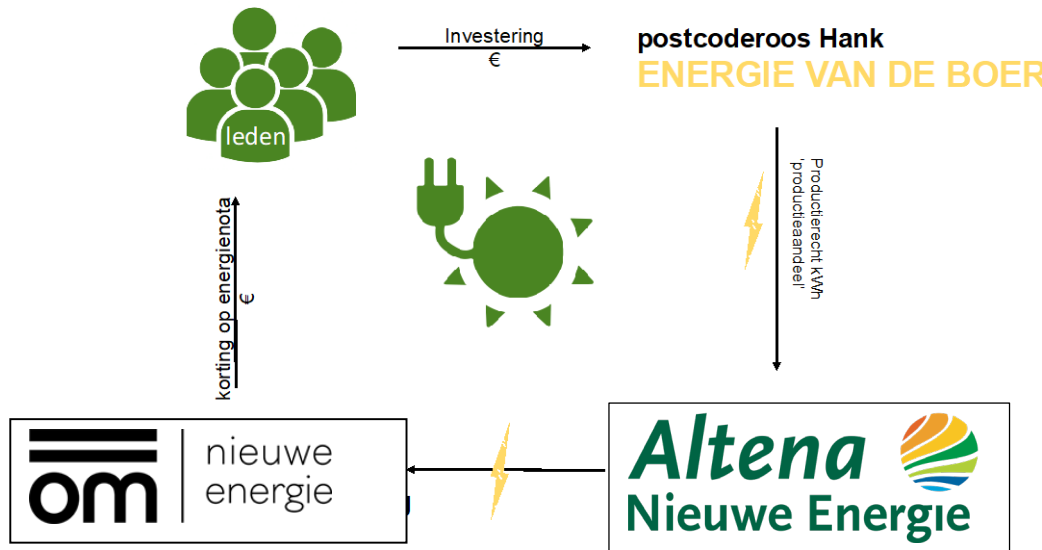 Investering
€
postcoderoos Hank
ENERGIE VAN DE BOER
leden
Productierecht kWh
'productieaandeel'
korting op energienota
€
om
nieuwe
energie
Altena
Nieuwe Energie